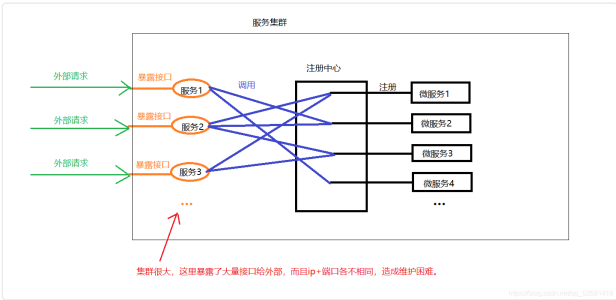 服务集群
注册中心
外部请求
暴露接口
服务1
调用
注册
微服务1
外部请求
暴露接口
服务2
微服务2
外部请求
暴露接口
服务3
微服务3
微服务4
...
...
集群很大，这里暴露了大量接口给外部，而且ip+端口各不相同，造成维护困难。